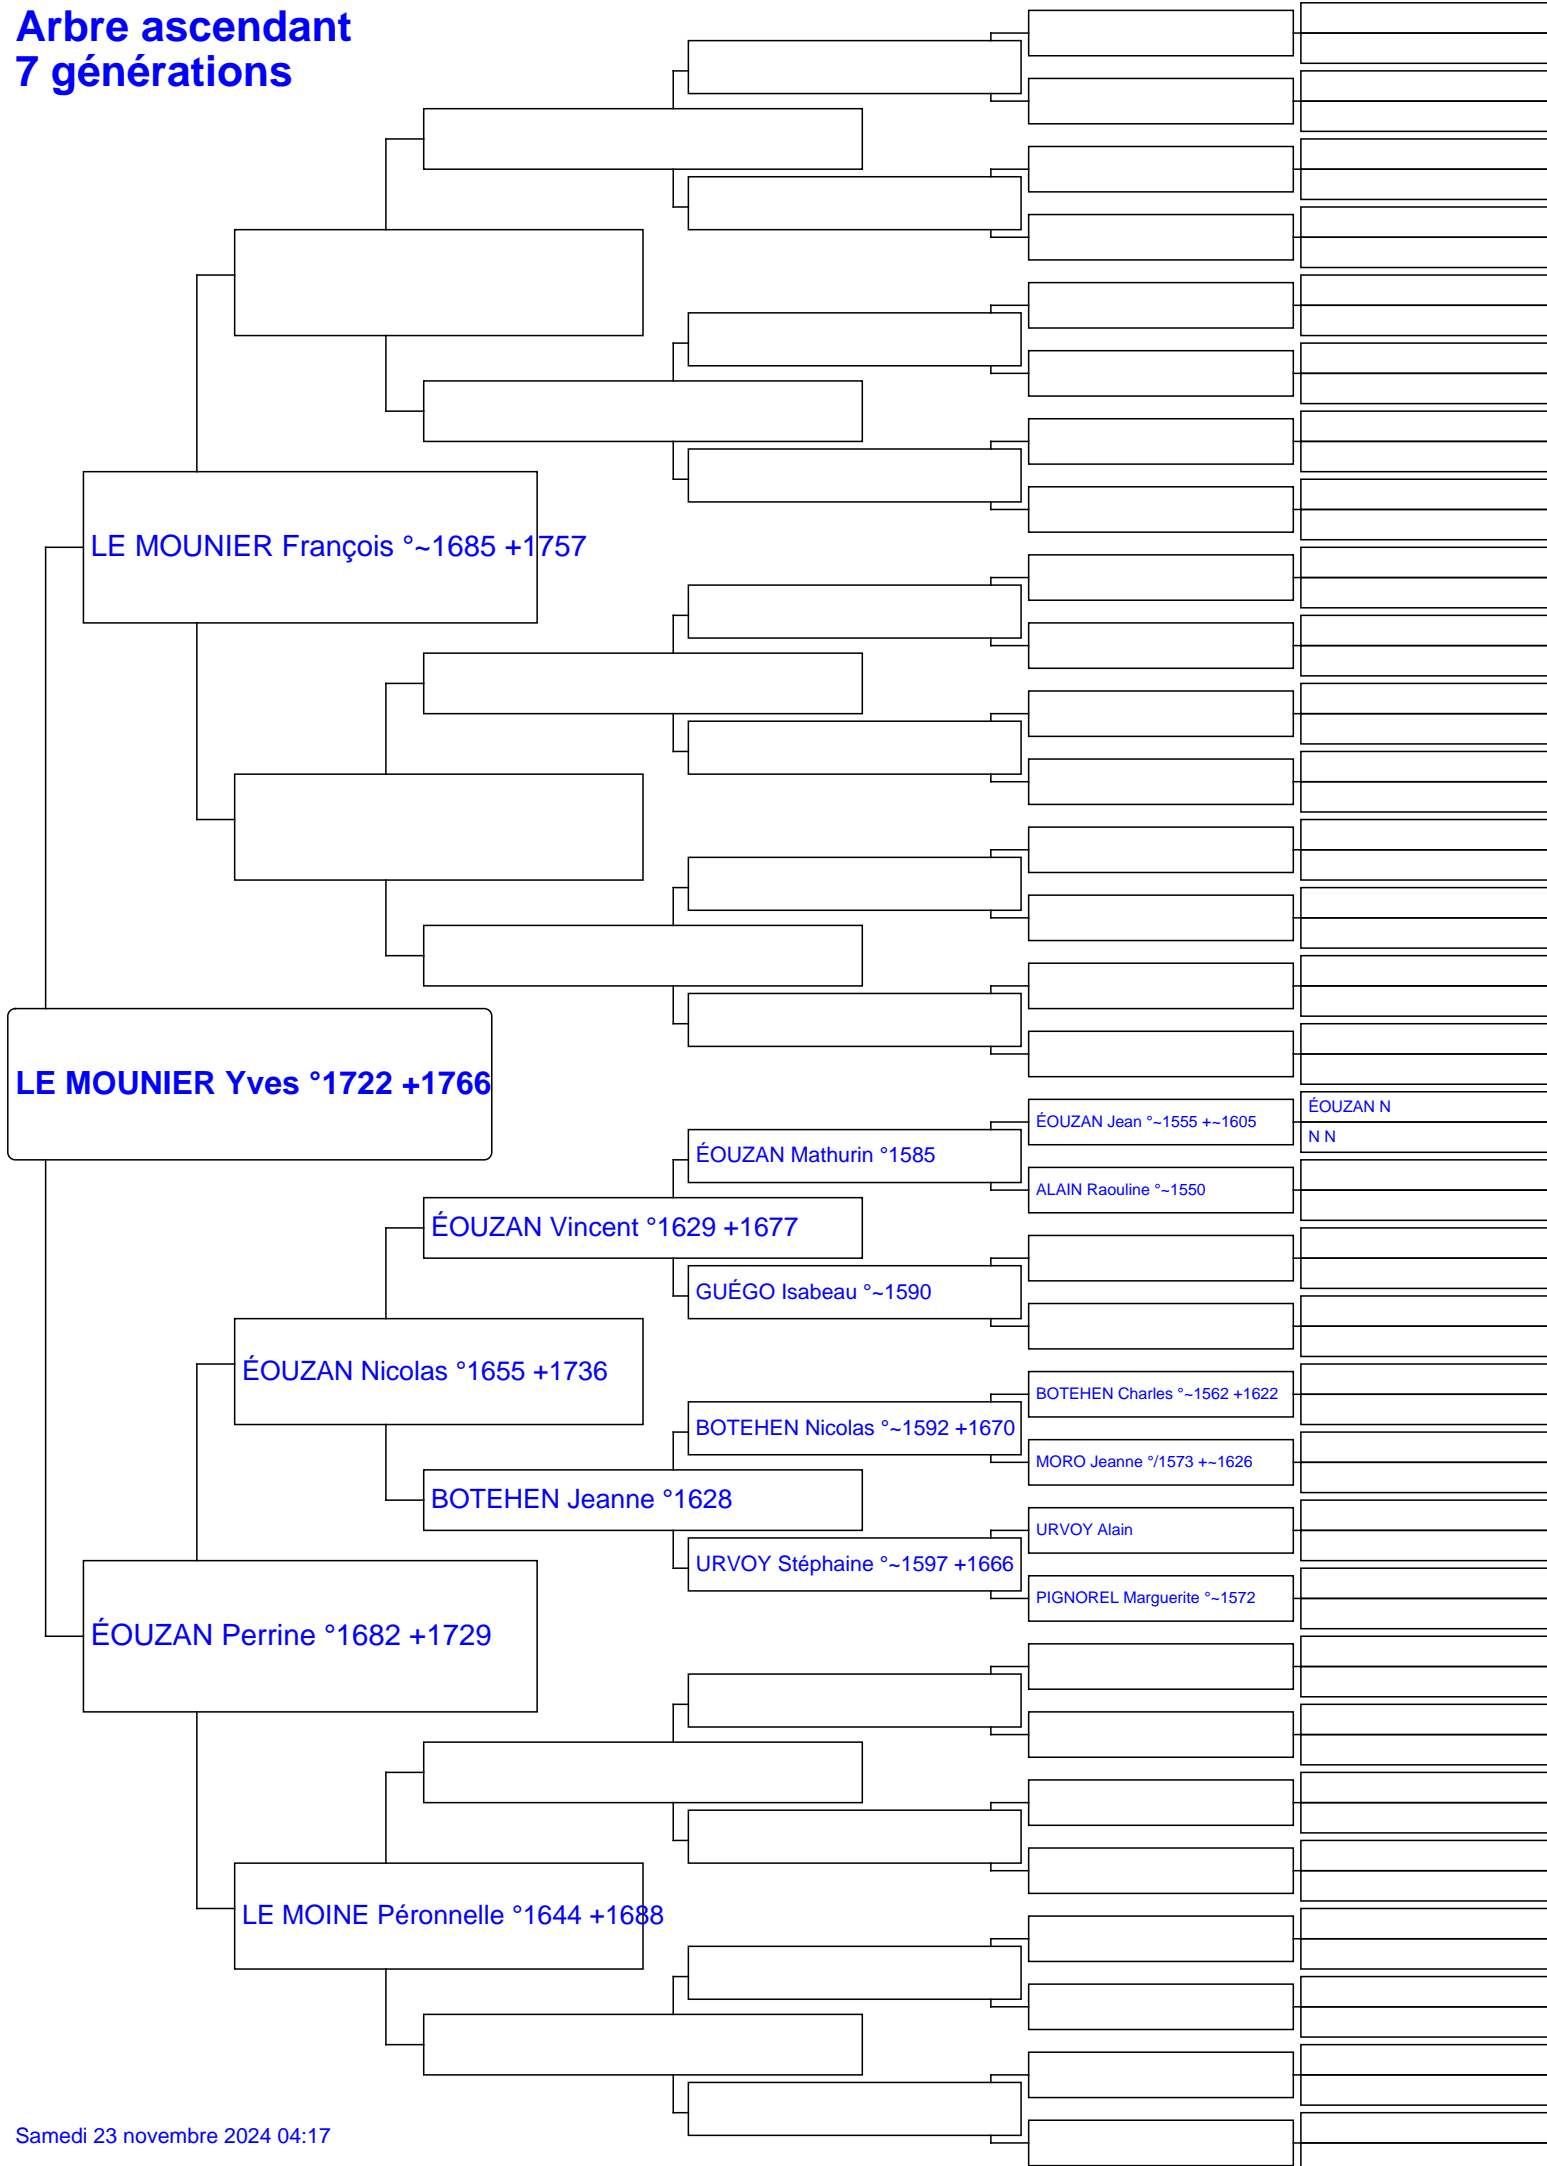 Arbre ascendant
7 générations
LE MOUNIER François °~1685 +1757
LE MOUNIER Yves °1722 +1766
ÉOUZAN N
ÉOUZAN Jean °~1555 +~1605
N N
ÉOUZAN Mathurin °1585
ALAIN Raouline °~1550
ÉOUZAN Vincent °1629 +1677
GUÉGO Isabeau °~1590
ÉOUZAN Nicolas °1655 +1736
BOTEHEN Charles °~1562 +1622
BOTEHEN Nicolas °~1592 +1670
MORO Jeanne °/1573 +~1626
BOTEHEN Jeanne °1628
URVOY Alain
URVOY Stéphaine °~1597 +1666
PIGNOREL Marguerite °~1572
ÉOUZAN Perrine °1682 +1729
LE MOINE Péronnelle °1644 +1688
Samedi 23 novembre 2024 04:17